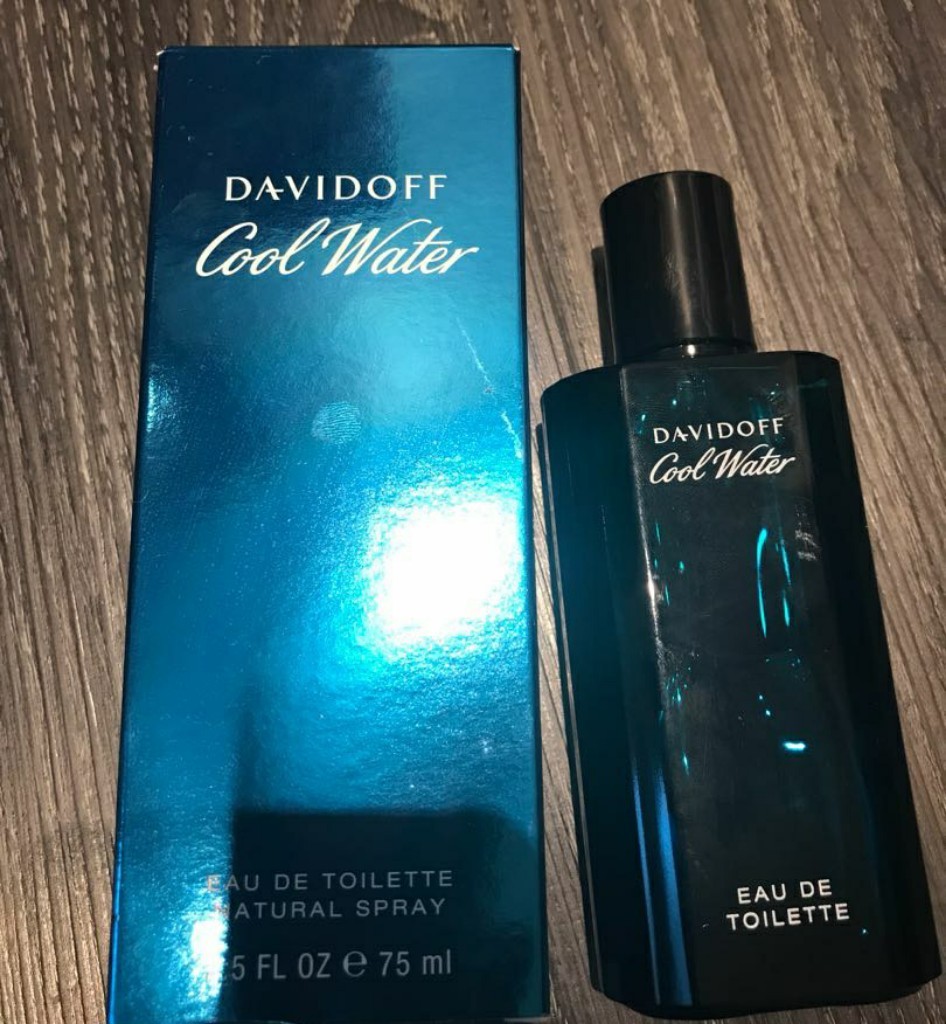 DAVIDOFF
Cool Water
EAU DE TOILETTE
NATURAL SPRAY
5 FL OZ e 75 ml
DAVIDOFF
Cool Water
EAU DE
TOILETTE